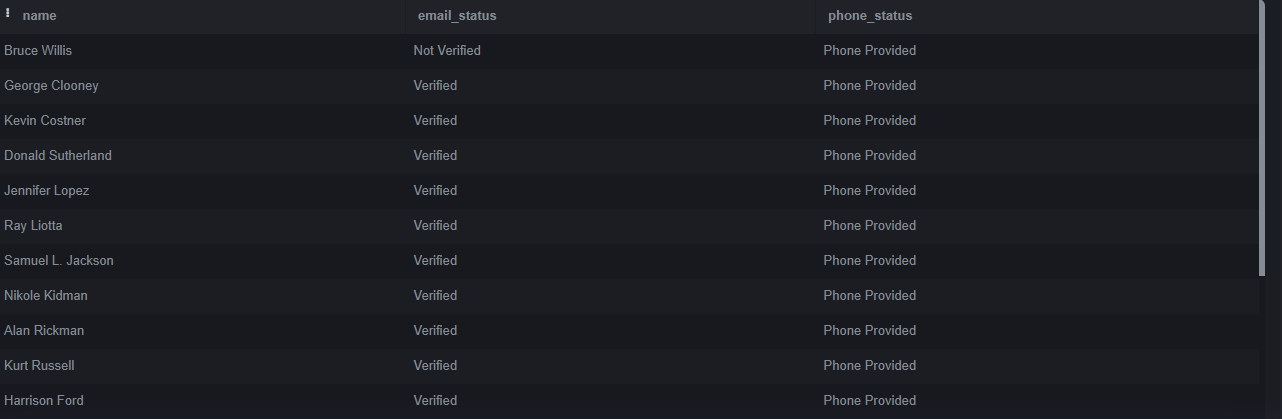 name email_status phone_status
Bruce Willis Not Verified Phone Provided
George Clooney Verified Phone Provided
Kevin Costner Verified Phone Provided
Donald Sutherland Verified Phone Provided
Jennifer Lopez Verified Phone Provided
Ray Liotta Verified Phone Provided
Samuel L. Jackson Verified Phone Provided
Nikole Kidman Verified Phone Provided
Alan Rickman Verified Phone Provided
Kurt Russell Verified Phone Provided
Harrison Ford Verified Phone Provided